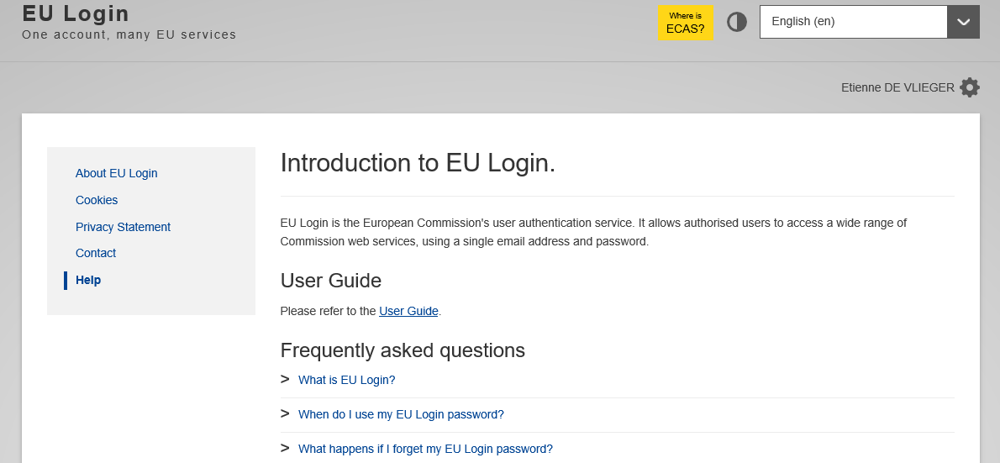 EU Login
One account, many EU services
Where is
ECAS?
English (en)
Etienne DE VLIEGER
About EU Login
Cookies
Privacy Statement
Contact
Help
Introduction to EU Login.
EU Login is the European Commission's user authentication service. It allows authorised users to access a wide range of
Commission web services, using a single email address and password.
User Guide
Please refer to the User Guide.
Frequently asked questions
> What is EU Login?
> When do I use my EU Login password?
> What happens if I forget my EU Login password?